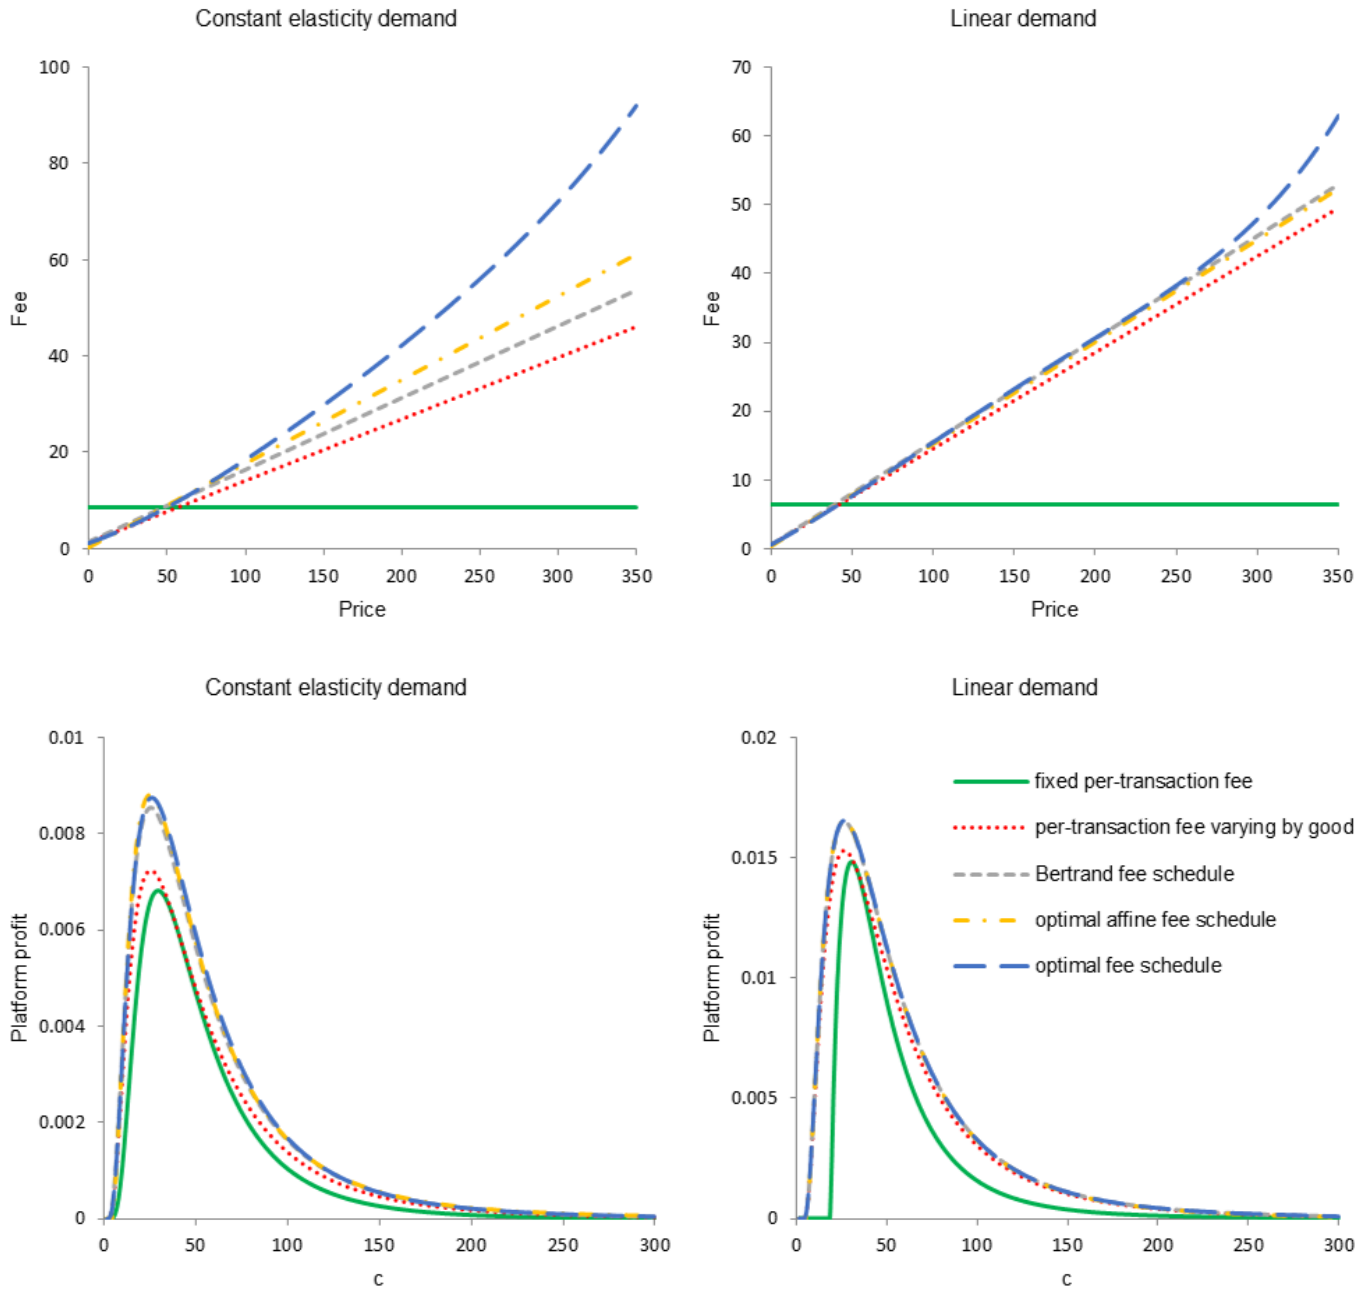 Constant elasticity demand
Linear demand
100
80
60
40
20
0
Fee
0 50 100 150 200 250 300 350
Price
70
60
50
40
30
20
10
0
Fee
0 50 100 150 200 250 300 350
Price
Constant elasticity demand
Linear demand
0.01
0.008
0.006
0.004
0.002
0
Platform profit
0 50 100 150 200 250 300
c
0.02
0.015
0.01
0.005
0
Platform profit
0 50 100 150 200 250 300
c
fixed per-transaction fee
per-transaction fee varying by good
Bertrand fee schedule
optimal affine fee schedule
optimal fee schedule